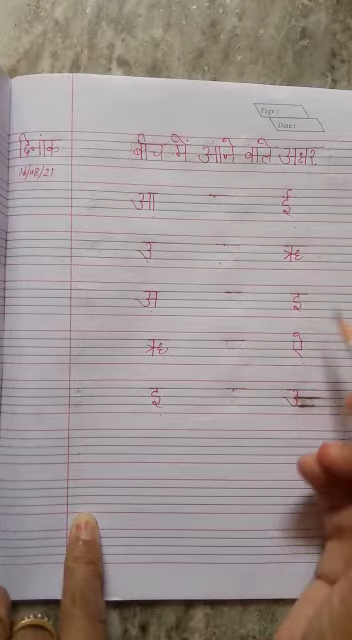 Page:
Date:
दिनांक बीच में आने वाले अक्षर
16/08/21
आ - ई
उ - ऋ
अ - इ
ऋ - ऐ
इ - उ